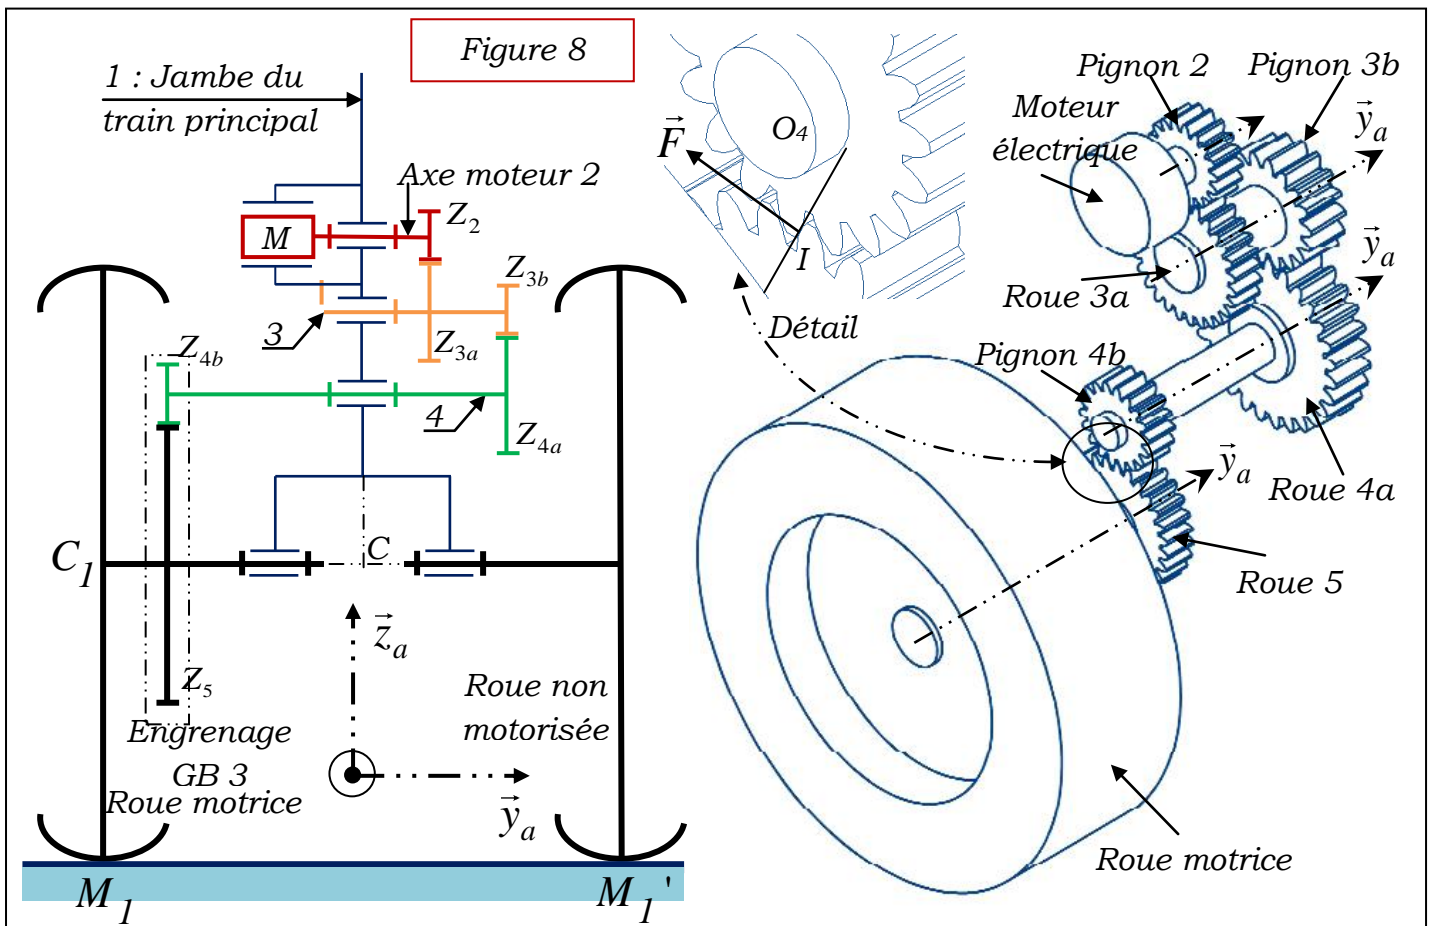 Figure 8
1 : Jambe du
train principal
Axe moteur 2
M
Z₂
Z₃b
3
Z₃a
Z₄b
4
Z₄a
C₁
C
Z₅
z⃗ₐ
Engrenage
GB 3
Roue motrice
Roue non
motorisée
y⃗ₐ
M₁
M₁'
O₄
F⃗
I
Détail
Pignon 2
Pignon 3b
Moteur
électrique
y⃗ₐ
Roue 3a
y⃗ₐ
Pignon 4b
y⃗ₐ
Roue 4a
Roue 5
Roue motrice